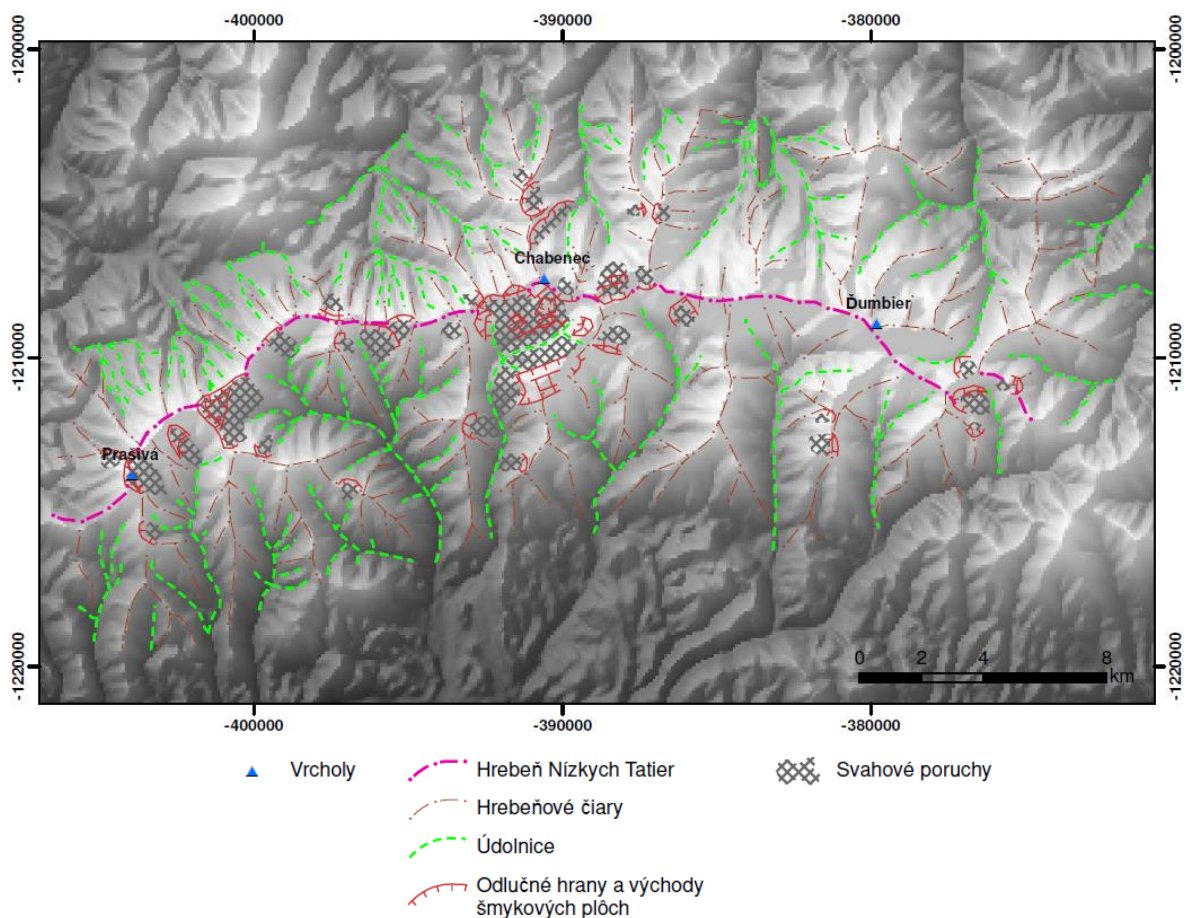 -400000 -390000 -380000
-1200000 -1200000
Chabenec
Ďumbier
-1210000 -1210000
Prašivá
0 2 4 8
km
-1220000 -1220000
-400000 -390000 -380000
Vrcholy
Hrebeň Nízkych Tatier
Svahové poruchy
Hrebeňové čiary
Údolnice
Odlučné hrany a východy
šmykových plôch